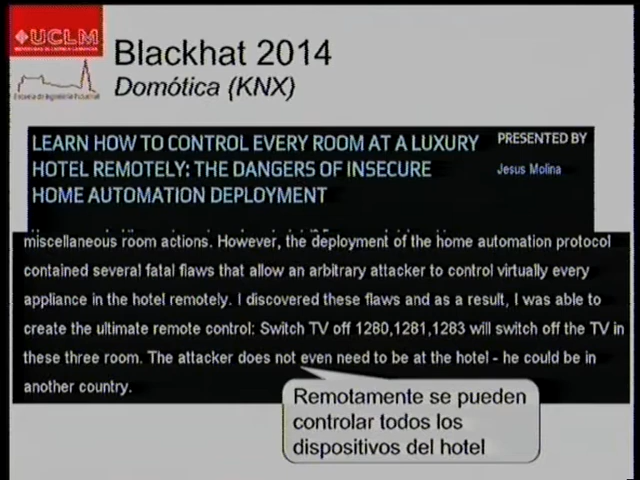 UCLM
Blackhat 2014
Domótica (KNX)
LEARN HOW TO CONTROL EVERY ROOM AT A LUXURY
HOTEL REMOTELY: THE DANGERS OF INSECURE
HOME AUTOMATION DEPLOYMENT
PRESENTED BY
Jesus Molina
miscellaneous room actions. However, the deployment of the home automation protocol
contained several fatal flaws that allow an arbitrary attacker to control virtually every
appliance in the hotel remotely. I discovered these flaws and as a result, I was able to
create the ultimate remote control: Switch TV off 1280,1281,1283 will switch off the TV in
these three room. The attacker does not even need to be at the hotel - he could be in
another country.
Remotamente se pueden
controlar todos los
dispositivos del hotel